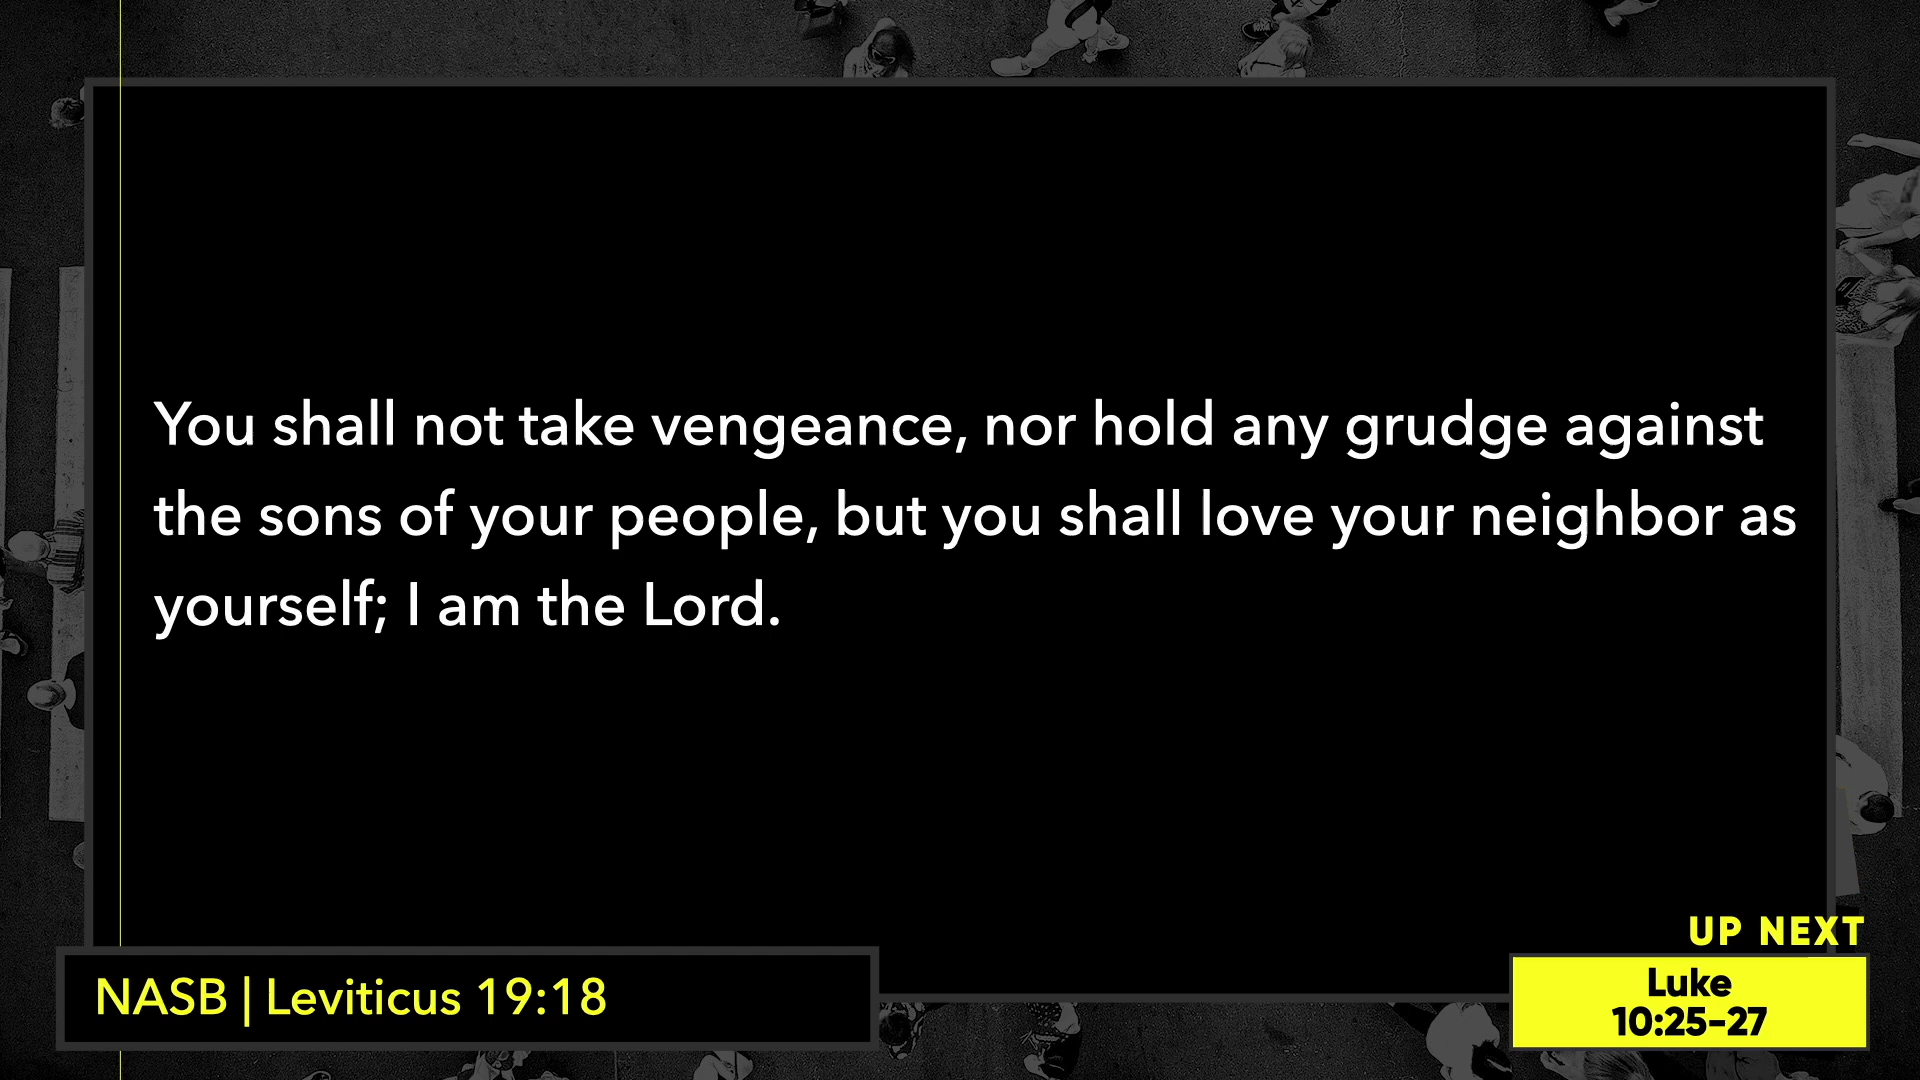 You shall not take vengeance, nor hold any grudge against
the sons of your people, but you shall love your neighbor as
yourself; I am the Lord.
UP NEXT
NASB | Leviticus 19:18
Luke
10:25-27